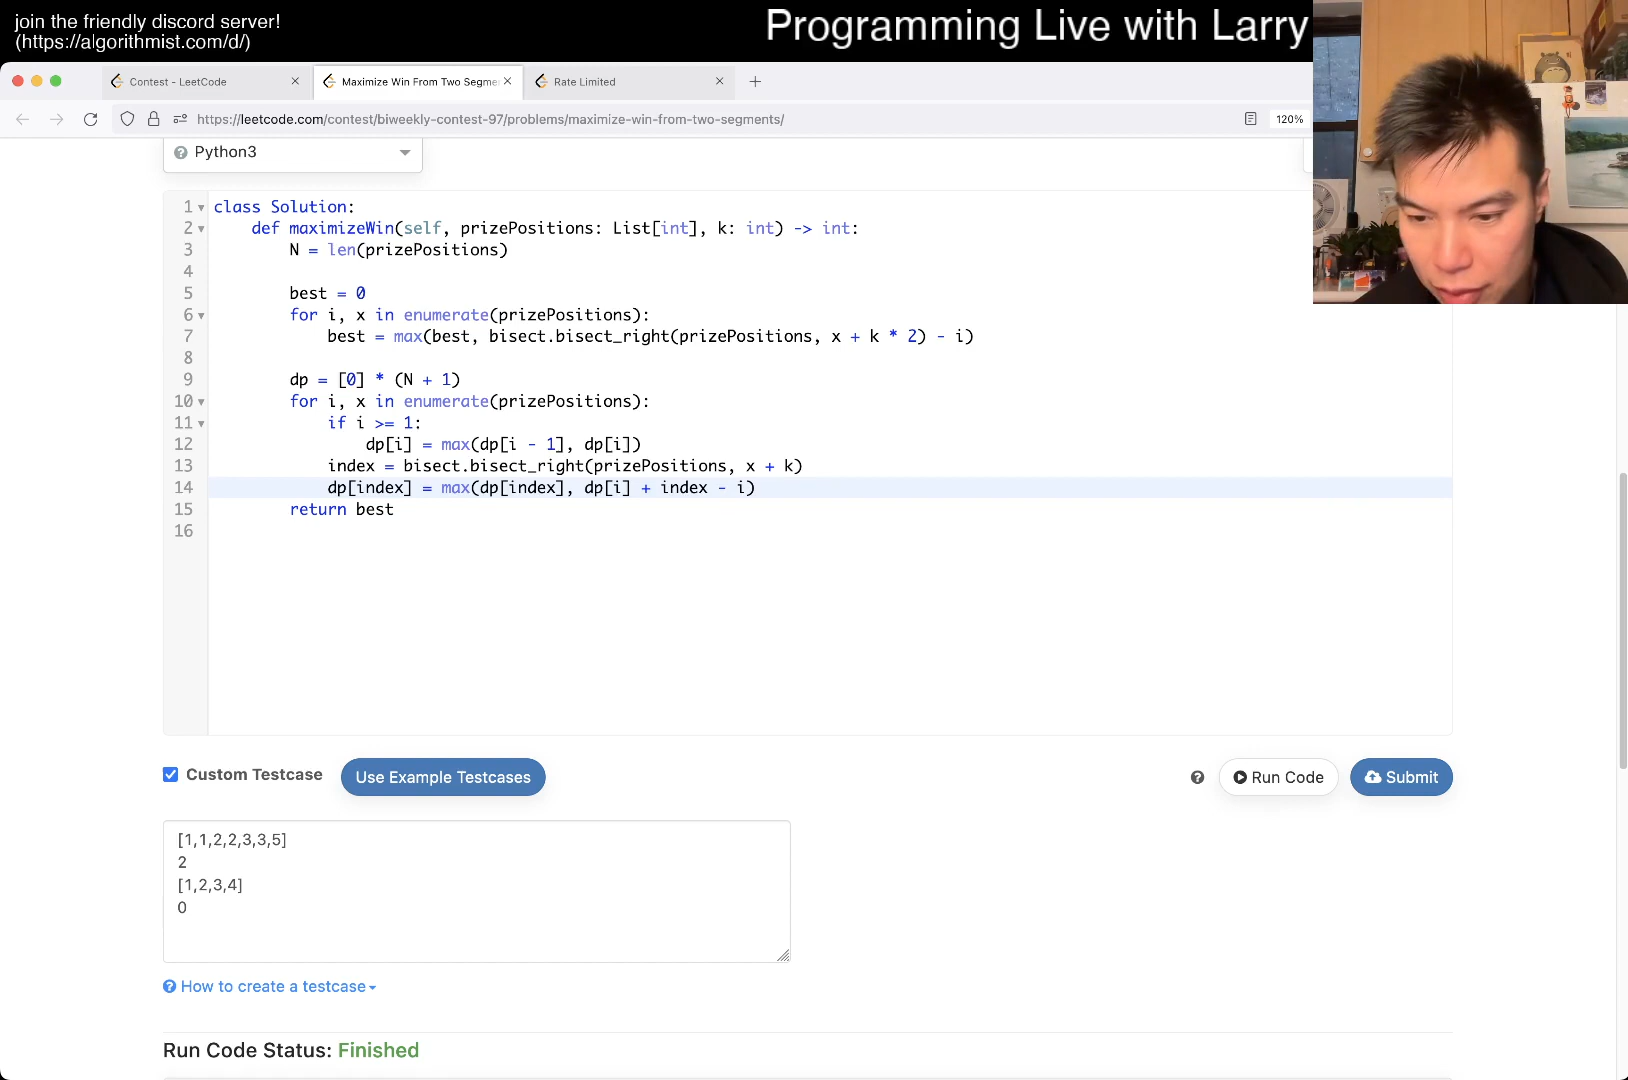 join the friendly discord server!
(https://algorithmist.com/d/)
Programming Live with Larry
Contest - LeetCode
Maximize Win From Two Segme
Rate Limited
https://leetcode.com/contest/biweekly-contest-97/problems/maximize-win-from-two-segments/
120%
Python3
1 class Solution:
2     def maximizeWin(self, prizePositions: List[int], k: int) -> int:
3         N = len(prizePositions)
4
5         best = 0
6         for i, x in enumerate(prizePositions):
7             best = max(best, bisect.bisect_right(prizePositions, x + k * 2) - i)
8
9         dp = [0] * (N + 1)
10         for i, x in enumerate(prizePositions):
11             if i >= 1:
12                 dp[i] = max(dp[i - 1], dp[i])
13             index = bisect.bisect_right(prizePositions, x + k)
14             dp[index] = max(dp[index], dp[i] + index - i)
15         return best
16
Custom Testcase
Use Example Testcases
Run Code
Submit
[1,1,2,2,3,3,5]
2
[1,2,3,4]
0
How to create a testcase
Run Code Status: Finished